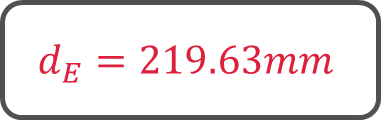 d_E = 219.63mm